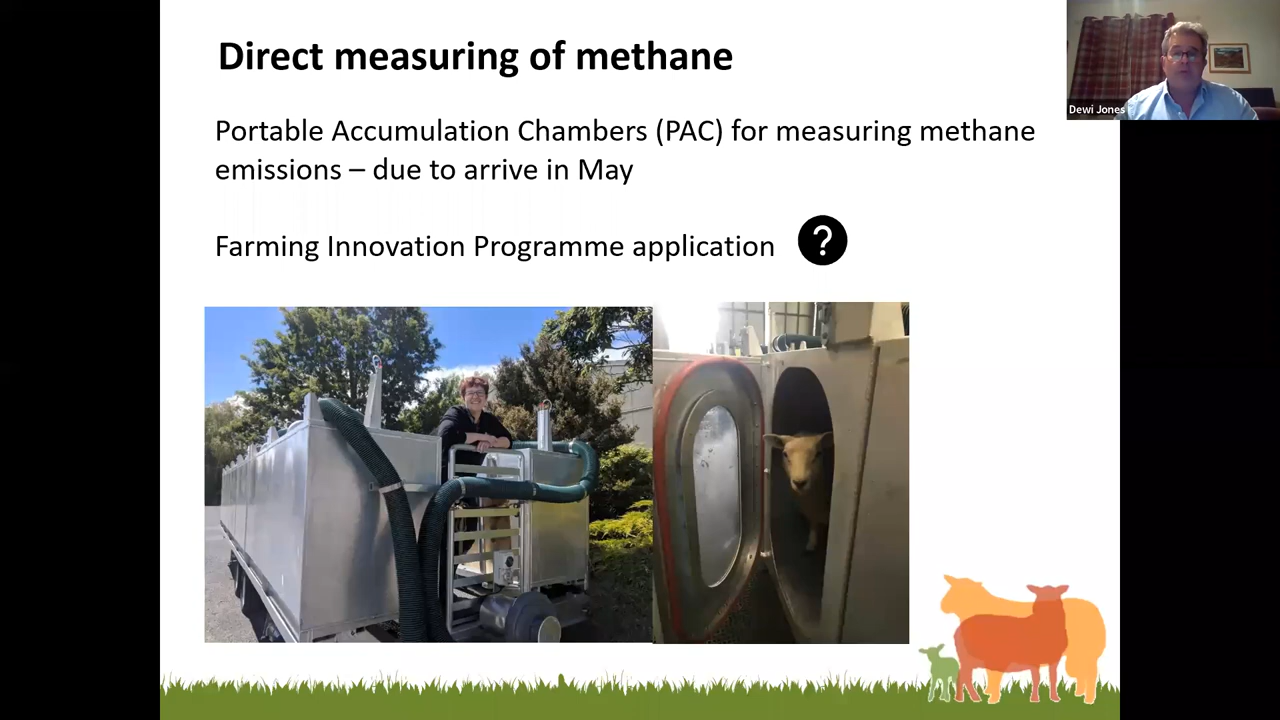 Direct measuring of methane
Dewi Jones
Portable Accumulation Chambers (PAC) for measuring methane
emissions – due to arrive in May
Farming Innovation Programme application
?